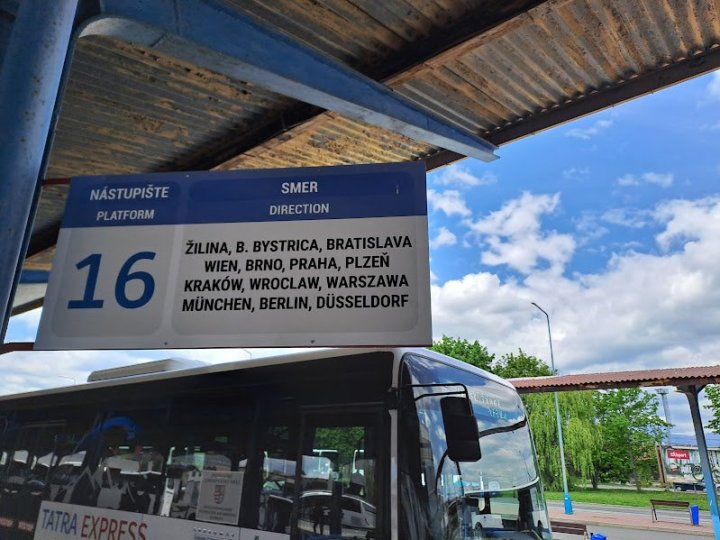 NÁSTUPIŠTE
PLATFORM
SMER
DIRECTION
16
ŽILINA, B. BYSTRICA, BRATISLAVA
WIEN, BRNO, PRAHA, PLZEŇ
KRAKÓW, WROCLAW, WARSZAWA
MÜNCHEN, BERLIN, DÜSSELDORF
TATRA EXPRESS